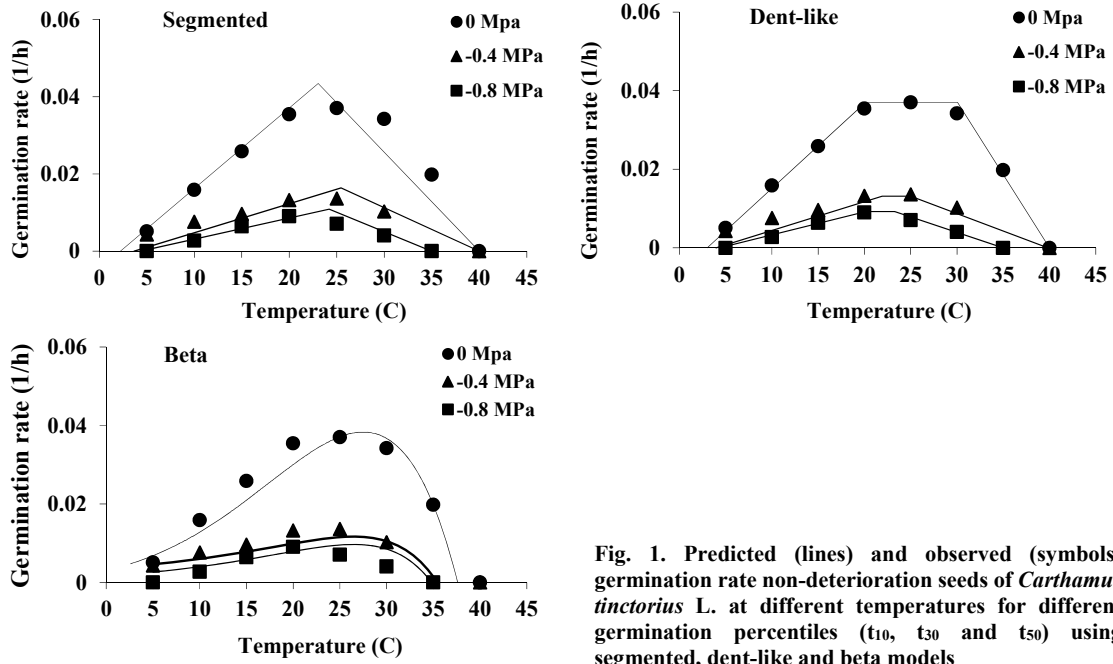 Segmented
0 Mpa
-0.4 MPa
-0.8 MPa
Germination rate (1/h)
0.06
0.04
0.02
0
0 5 10 15 20 25 30 35 40 45
Temperature (C)
Dent-like
0 Mpa
-0.4 MPa
-0.8 MPa
Germination rate (1/h)
0.06
0.04
0.02
0
0 5 10 15 20 25 30 35 40 45
Temperature (C)
Beta
0 Mpa
-0.4 MPa
-0.8 MPa
Germination rate (1/h)
0.06
0.04
0.02
0
0 5 10 15 20 25 30 35 40 45
Temperature (C)
Fig. 1. Predicted (lines) and observed (symbols
germination rate non-deterioration seeds of Carthamu
tinctorius L. at different temperatures for differen
germination percentiles (t10, t30 and t50) using
segmented, dent-like and beta models